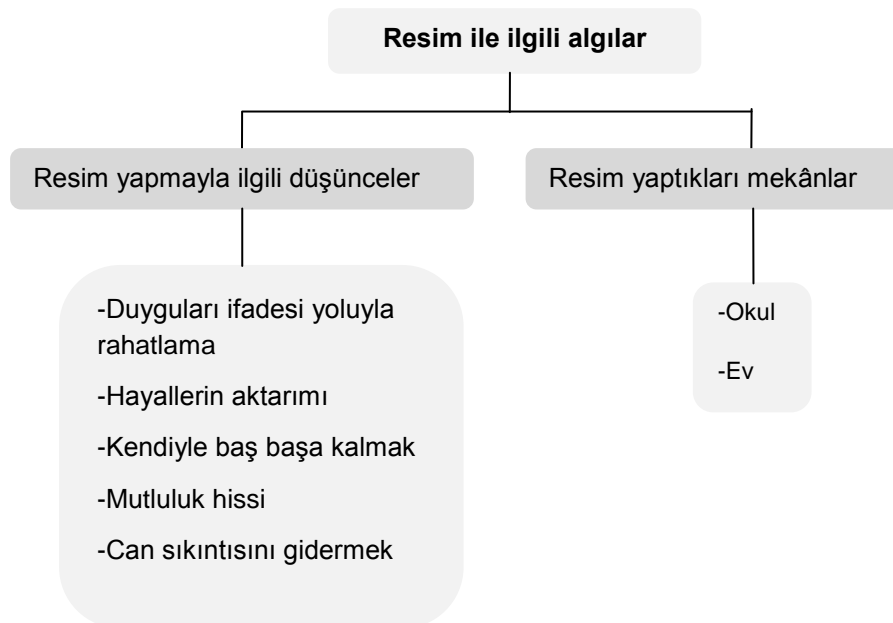 Resim ile ilgili algılar
Resim yapmayla ilgili düşünceler
Resim yaptıkları mekânlar
-Duyguları ifadesi yoluyla
rahatlama
-Hayallerin aktarımı
-Kendiyle baş başa kalmak
-Mutluluk hissi
-Can sıkıntısını gidermek
-Okul
-Ev